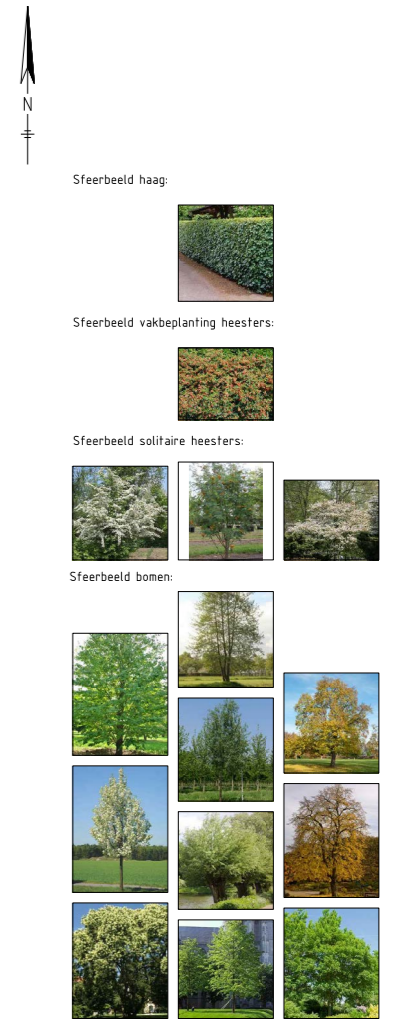 N
Sfeerbeeld haag:
Sfeerbeeld vakbeplanting heesters:
Sfeerbeeld solitaire heesters:
Sfeerbeeld bomen: